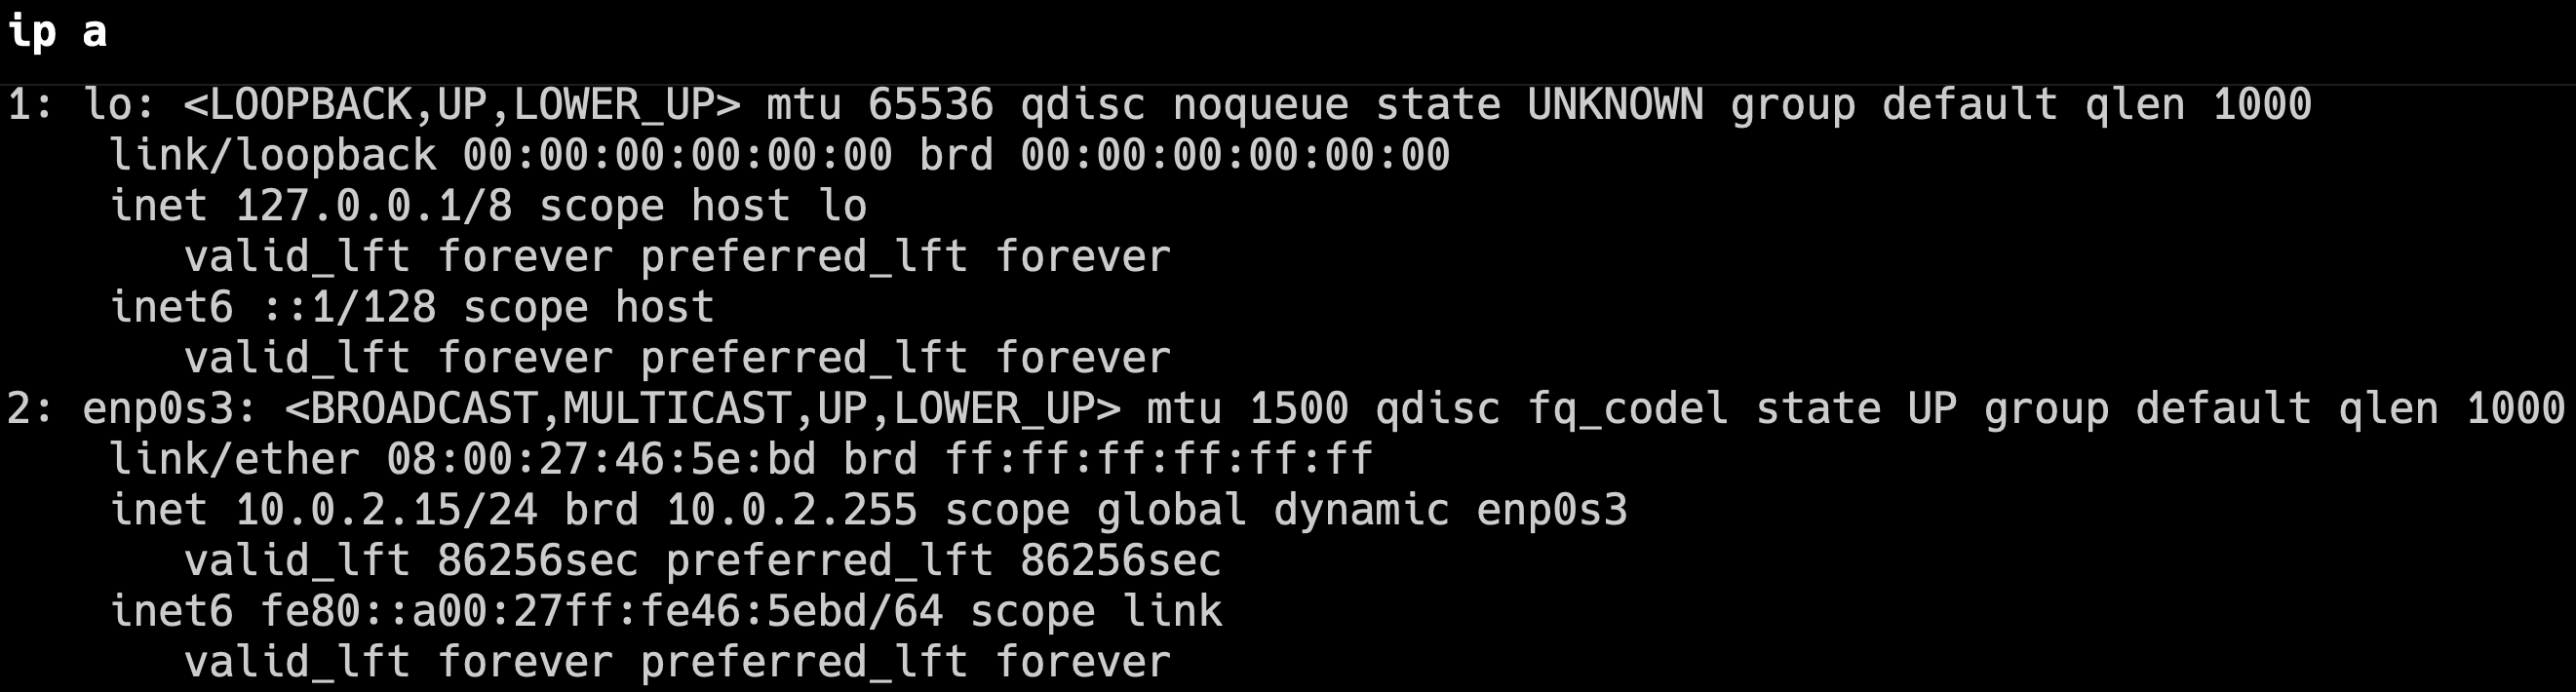 ip a
1: lo: <LOOPBACK,UP,LOWER_UP> mtu 65536 qdisc noqueue state UNKNOWN group default qlen 1000
link/loopback 00:00:00:00:00:00 brd 00:00:00:00:00:00
inet 127.0.0.1/8 scope host lo
valid_lft forever preferred_lft forever
inet6 ::1/128 scope host
valid_lft forever preferred_lft forever
2: enp0s3: <BROADCAST,MULTICAST,UP,LOWER_UP> mtu 1500 qdisc fq_codel state UP group default qlen 1000
link/ether 08:00:27:46:5e:bd brd ff:ff:ff:ff:ff:ff
inet 10.0.2.15/24 brd 10.0.2.255 scope global dynamic enp0s3
valid_lft 86256sec preferred_lft 86256sec
inet6 fe80::a00:27ff:fe46:5ebd/64 scope link
valid_lft forever preferred_lft forever